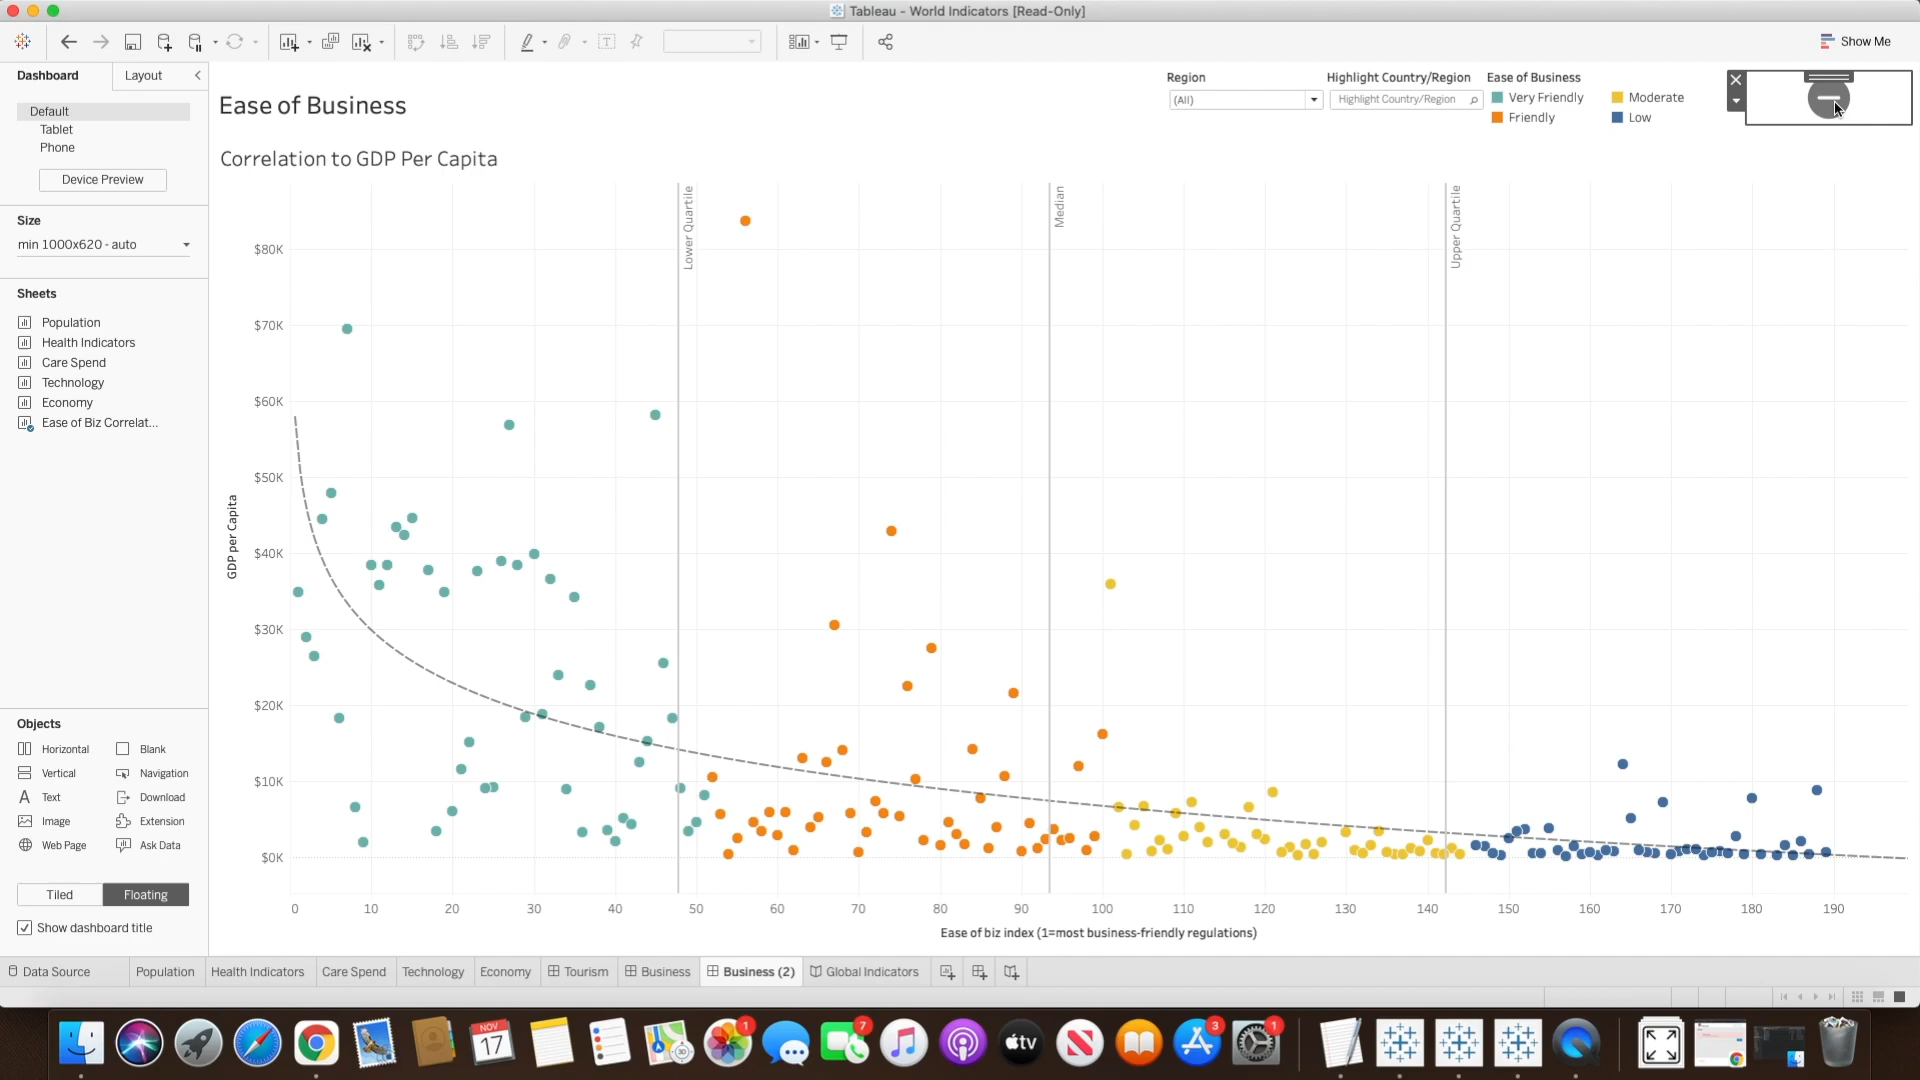 Tableau - World Indicators [Read-Only]
Show Me
Dashboard
Layout
Default
Tablet
Phone
Device Preview
Size
min 1000x620 - auto
Sheets
Population
Health Indicators
Care Spend
Technology
Economy
Ease of Biz Correlat...
Objects
Horizontal
Blank
Vertical
Navigation
A Text
Download
Image
Extension
Web Page
Ask Data
Tiled
Floating
Show dashboard title
Ease of Business
Region
(All)
Highlight Country/Region
Highlight Country/Region
Ease of Business
Very Friendly
Moderate
Friendly
Low
Correlation to GDP Per Capita
Lower Quartile
Median
Upper Quartile
$80K
$70K
$60K
$50K
$40K
$30K
$20K
$10K
$0K
GDP per Capita
0 10 20 30 40 50 60 70 80 90 100 110 120 130 140 150 160 170 180 190
Ease of biz index (1=most business-friendly regulations)
Data Source Population Health Indicators Care Spend Technology Economy Tourism Business Business (2) Global Indicators
NOV
17
1
7
tv
3
1